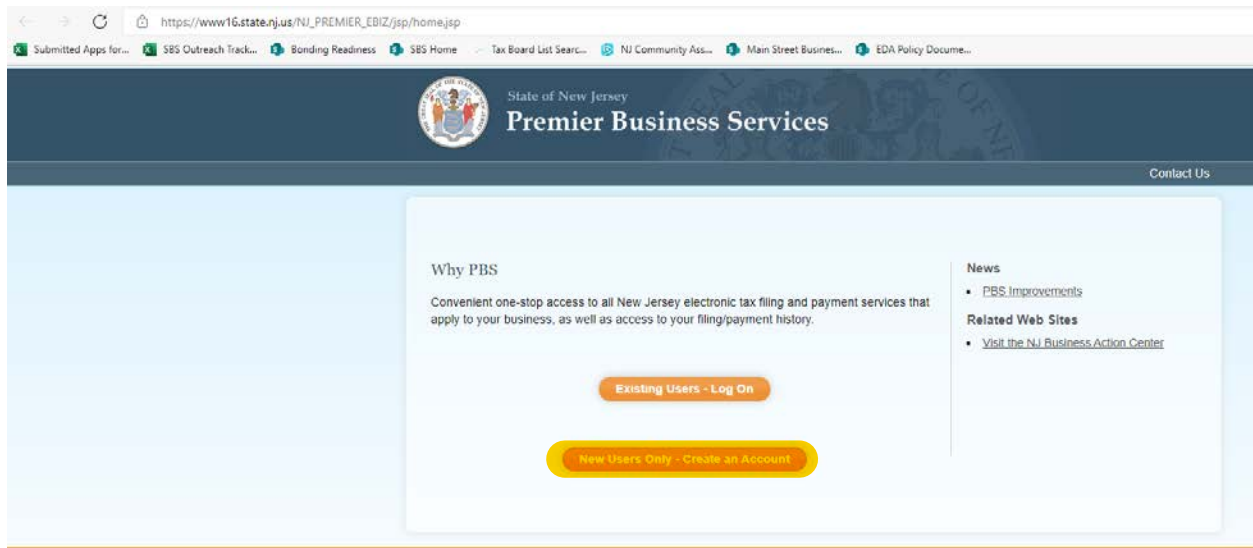 https://www16.state.nj.us/NJ_PREMIER_EBIZ/jsp/home.jsp
Submitted Apps for... SBS Outreach Track... Bonding Readiness SBS Home Tax Board List Searc... NJ Community Ass... Main Street Busines... EDA Policy Docume...
State of New Jersey
Premier Business Services
Contact Us
Why PBS
Convenient one-stop access to all New Jersey electronic tax filing and payment services that
apply to your business, as well as access to your filing/payment history.
Existing Users - Log On
New Users Only - Create an Account
News
PBS Improvements
Related Web Sites
Visit the NJ Business Action Center